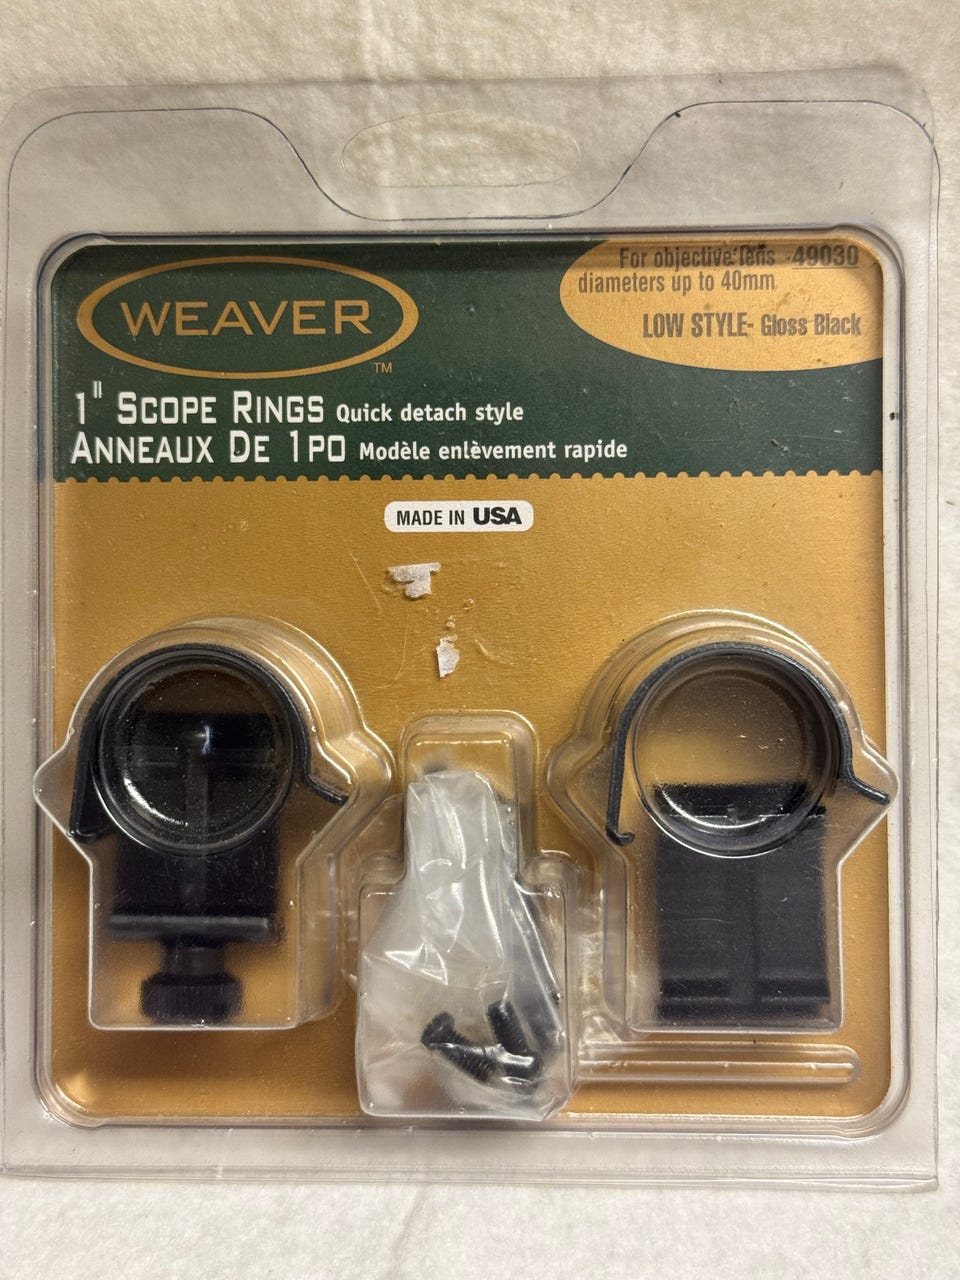 WEAVER
TM
For objective lens 49030
diameters up to 40mm
LOW STYLE- Gloss Black
1" SCOPE RINGS Quick detach style
ANNEAUX DE 1PO Modèle enlèvement rapide
MADE IN USA